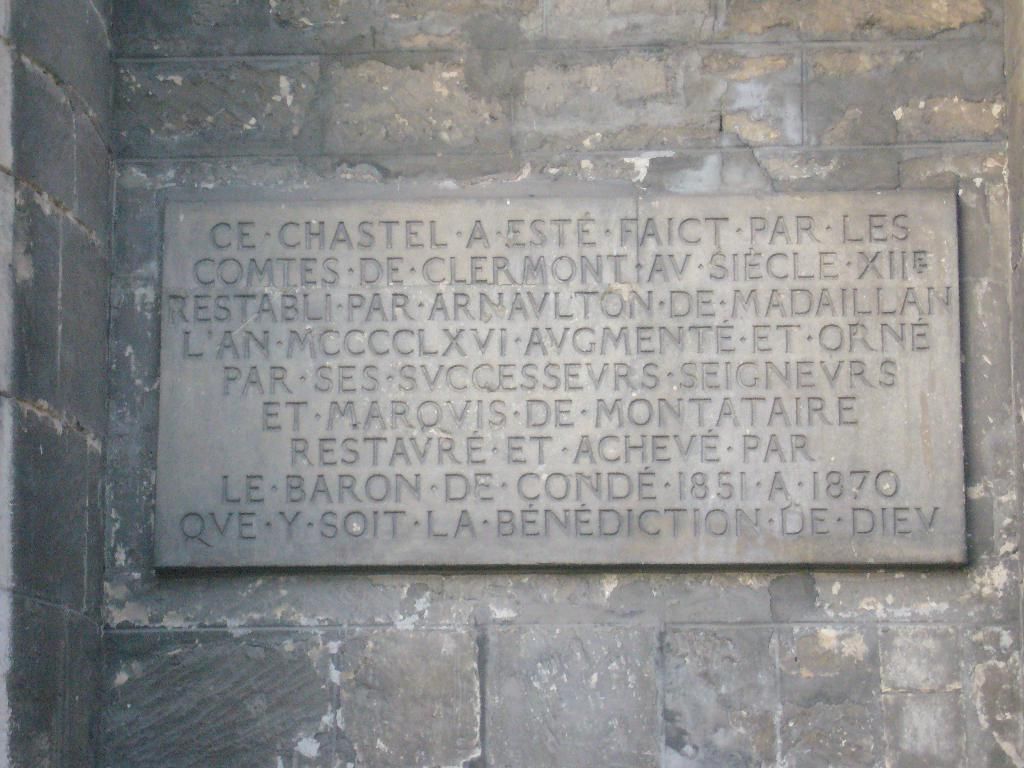 CE·CHASTEL·A·ESTÉ·FAICT·PAR·LES
COMTES·DE·CLERMONT·AV·SIÈCLE·XIIE
RESTABLI·PAR·ARNAVLTON·DE·MADAILLAN
L'AN·MCCCCLXVI·AVGMENTÉ·ET·ORNÉ
PAR·SES·SVCCESSEVRS·SEIGNEVRS
ET·MARQVIS·DE·MONTATAIRE
RESTAVRÉ·ET·ACHEVÉ·PAR
LE·BARON·DE·CONDÉ·1851·A·1870
QVE·Y·SOIT·LA·BÉNÉDICTION·DE·DIEV